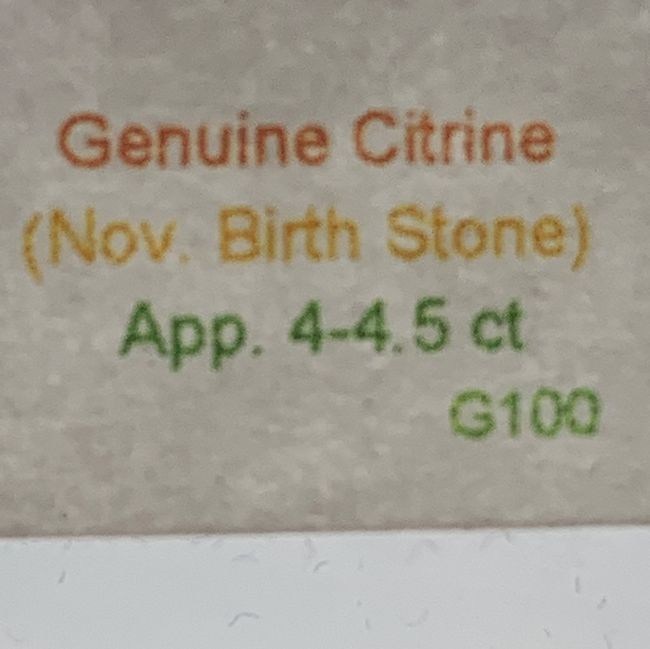 Genuine Citrine
(Nov. Birth Stone)
App. 4-4.5 ct
G100